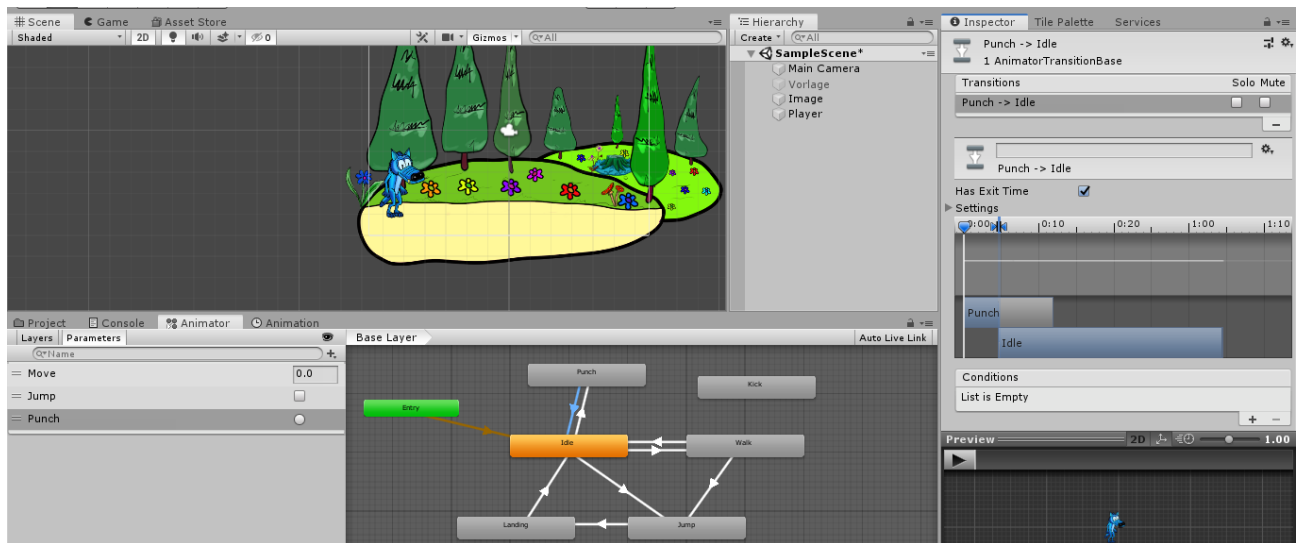 Scene Game Asset Store
Shaded 2D 0 Gizmos All
Hierarchy
Create All
SampleScene*
Main Camera
Vorlage
Image
Player
Inspector Tile Palette Services
Punch -> Idle
1 AnimatorTransitionBase
Transitions Solo Mute
Punch -> Idle
Punch -> Idle
Has Exit Time
Settings
0:00 0:10 0:20 1:00 1:10
Punch
Idle
Conditions
List is Empty
Preview 2D 1.00
Project Console Animator Animation
Layers Parameters
Name
Move 0.0
Jump
Punch
Base Layer Auto Live Link
Punch
Kick
Entry
Idle Walk
Landing Jump